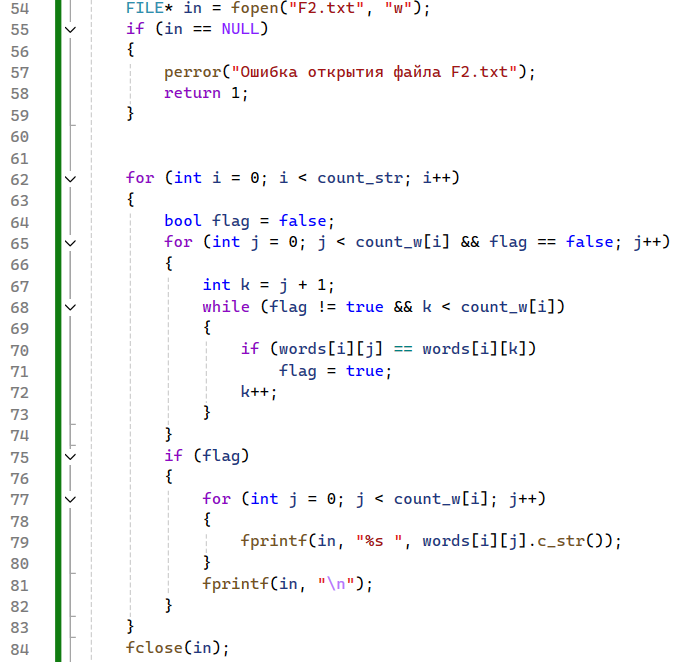 54 FILE* in = fopen("F2.txt", "w");
55 if (in == NULL)
56 {
57 perror("Ошибка открытия файла F2.txt");
58 return 1;
59 }
60
61
62 for (int i = 0; i < count_str; i++)
63 {
64 bool flag = false;
65 for (int j = 0; j < count_w[i] && flag == false; j++)
66 {
67 int k = j + 1;
68 while (flag != true && k < count_w[i])
69 {
70 if (words[i][j] == words[i][k])
71 flag = true;
72 k++;
73 }
74 }
75 if (flag)
76 {
77 for (int j = 0; j < count_w[i]; j++)
78 {
79 fprintf(in, "%s ", words[i][j].c_str());
80 }
81 fprintf(in, "\n");
82 }
83 }
84 fclose(in);